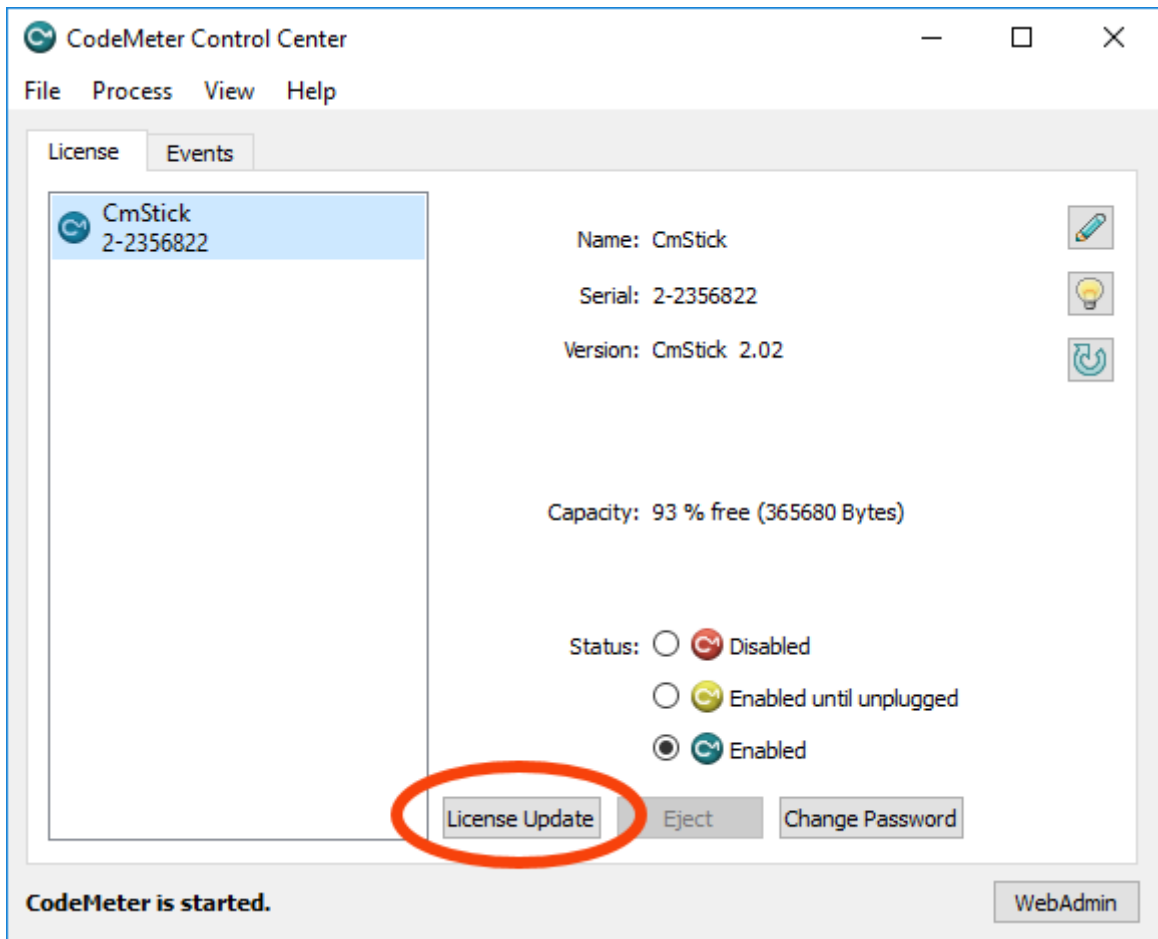 CodeMeter Control Center
File Process View Help
License Events
CmStick
2-2356822
Name: CmStick
Serial: 2-2356822
Version: CmStick 2.02
Capacity: 93 % free (365680 Bytes)
Status: Disabled
Enabled until unplugged
Enabled
License Update Eject Change Password
CodeMeter is started. WebAdmin